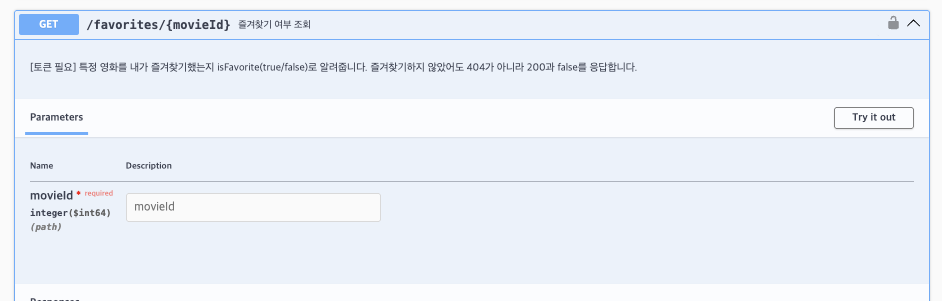 GET /favorites/{movieId} 즐겨찾기 여부 조회
[토큰 필요] 특정 영화를 내가 즐겨찾기했는지 isFavorite(true/false)로 알려줍니다. 즐겨찾기하지 않았어도 404가 아니라 200과 false를 응답합니다.
Parameters
Try it out
Name Description
movieId * required
integer($int64)
(path)
movieId
Responses